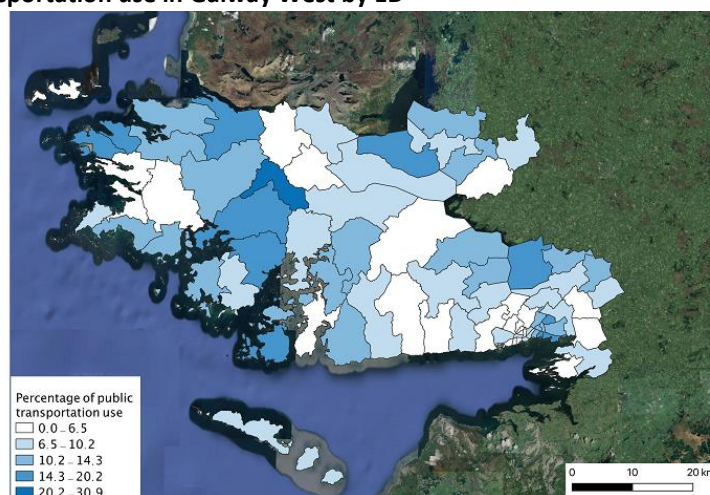 sportation use in Galway West by ED
Percentage of public
transportation use
0.0 – 6.5
6.5 – 10.2
10.2 – 14.3
14.3 – 20.2
20.2 – 30.9
0 10 20 km